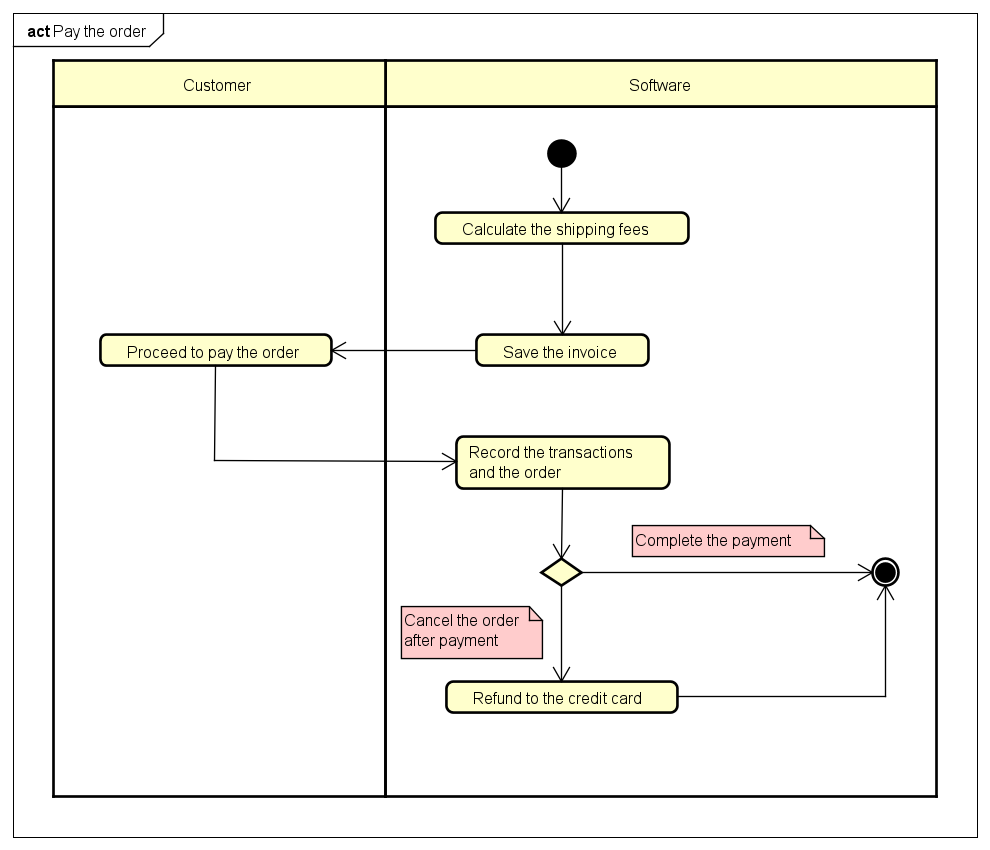 act Pay the order
Customer
Software
Calculate the shipping fees
Proceed to pay the order
Save the invoice
Record the transactions
and the order
Complete the payment
Cancel the order
after payment
Refund to the credit card